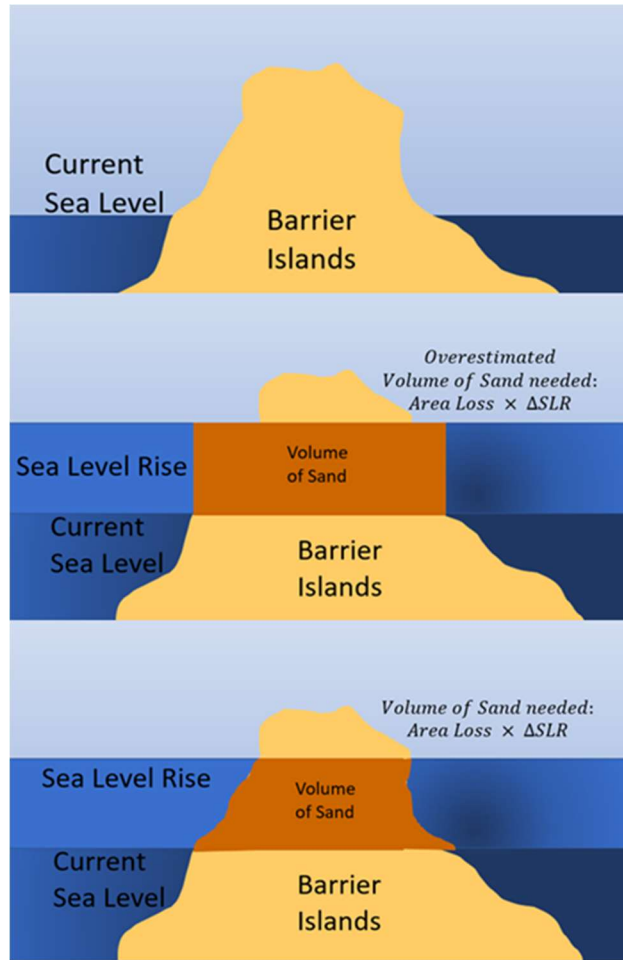 Current
Sea Level
Barrier
Islands
Overestimated
Volume of Sand needed:
Area Loss × ΔSLR
Sea Level Rise
Volume
of Sand
Current
Sea Level
Barrier
Islands
Volume of Sand needed:
Area Loss × ΔSLR
Sea Level Rise
Volume
of Sand
Current
Sea Level
Barrier
Islands